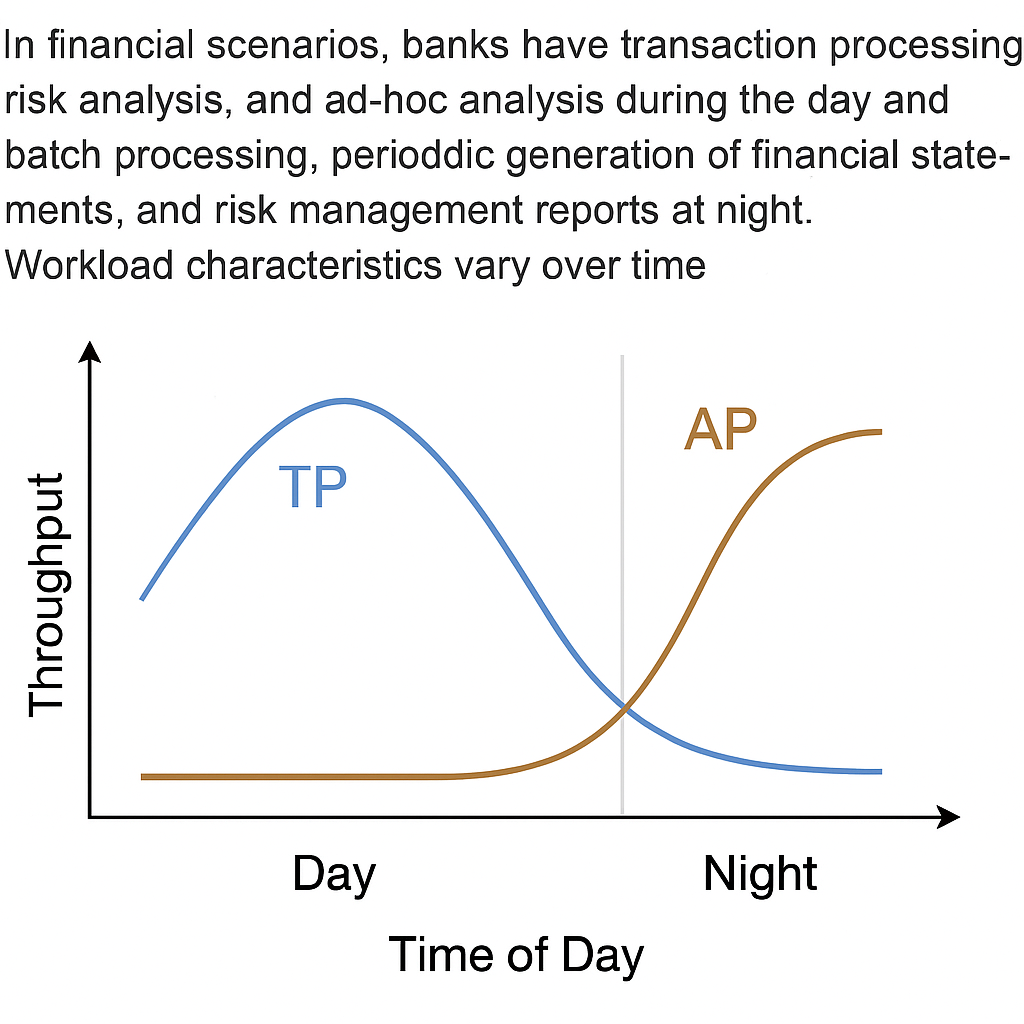 In financial scenarios, banks have transaction processing
risk analysis, and ad-hoc analysis during the day and
batch processing, perioddic generation of financial state-
ments, and risk management reports at night.
Workload characteristics vary over time
AP
TP
Throughput
Day
Night
Time of Day